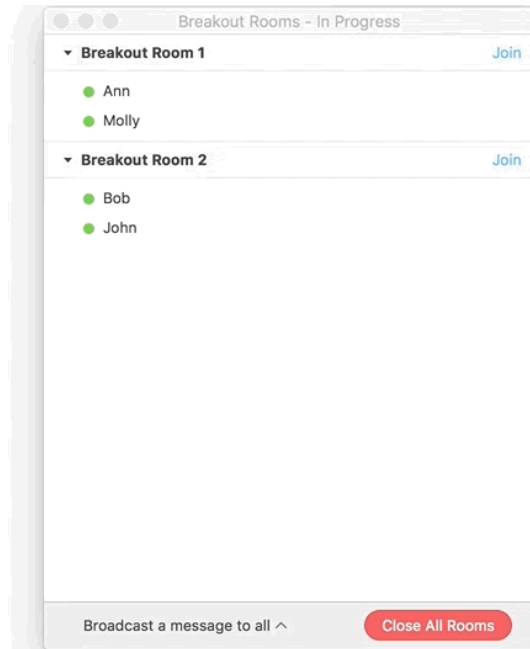 Breakout Rooms - In Progress
Breakout Room 1 Join
Ann
Molly
Breakout Room 2 Join
Bob
John
Broadcast a message to all Close All Rooms